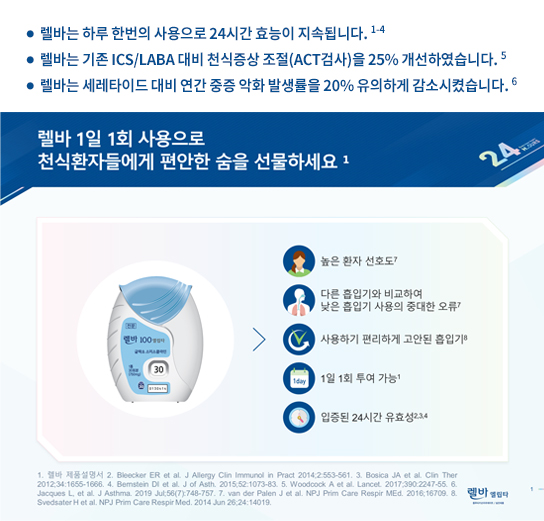 • 렐바는 하루 한번의 사용으로 24시간 효능이 지속됩니다. 1-4
• 렐바는 기존 ICS/LABA 대비 천식증상 조절(ACT검사)을 25% 개선하였습니다. 5
• 렐바는 세레타이드 대비 연간 중증 악화 발생률을 20% 유의하게 감소시켰습니다. 6
렐바 1일 1회 사용으로
천식환자들에게 편안한 숨을 선물하세요 1
24
높은 환자 선호도7
다른 흡입기와 비교하여
낮은 흡입기 사용의 중대한 오류7
사용하기 편리하게 고안된 흡입기8
1day
1일 1회 투여 가능1
입증된 24시간 유효성2,3,4
렐바 100 엘립타
30
1. 렐바 제품설명서 2. Bleecker ER et al. J Allergy Clin Immunol in Pract 2014;2:553-561. 3. Bosica JA et al. Clin Ther
2012;34:1655-1666. 4. Bernstein DI et al. J of Asth. 2015;52:1073-83. 5. Woodcock A et al. Lancet. 2017;390:2247-55. 6.
Jacques L, et al. J Asthma. 2019 Jul;56(7):748-757. 7. van der Palen J et al. NPJ Prim Care Respir MEd. 2016;16709. 8.
Svedsater H et al. NPJ Prim Care Respir Med. 2014 Jun 26;24:14019.
렐바 엘립타
1